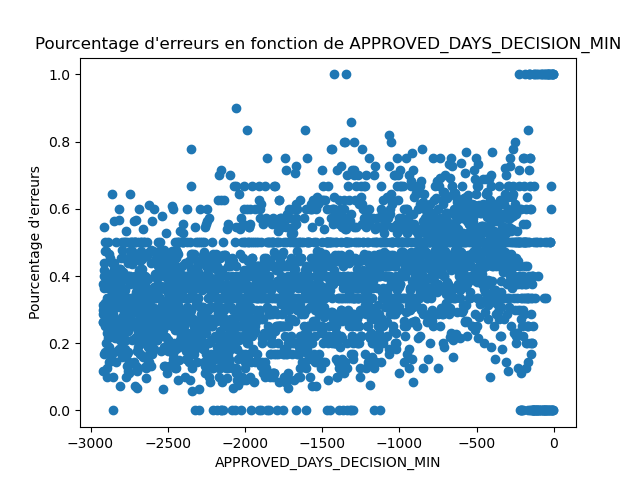 Pourcentage d'erreurs en fonction de APPROVED_DAYS_DECISION_MIN
1.0
0.8
0.6
0.4
0.2
0.0
Pourcentage d'erreurs
−3000 −2500 −2000 −1500 −1000 −500 0
APPROVED_DAYS_DECISION_MIN